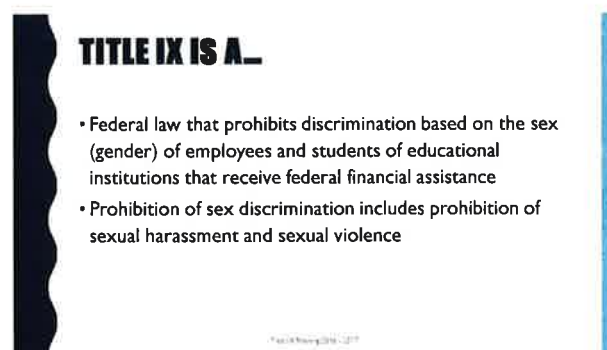 TITLE IX IS A...
• Federal law that prohibits discrimination based on the sex
(gender) of employees and students of educational
institutions that receive federal financial assistance
• Prohibition of sex discrimination includes prohibition of
sexual harassment and sexual violence